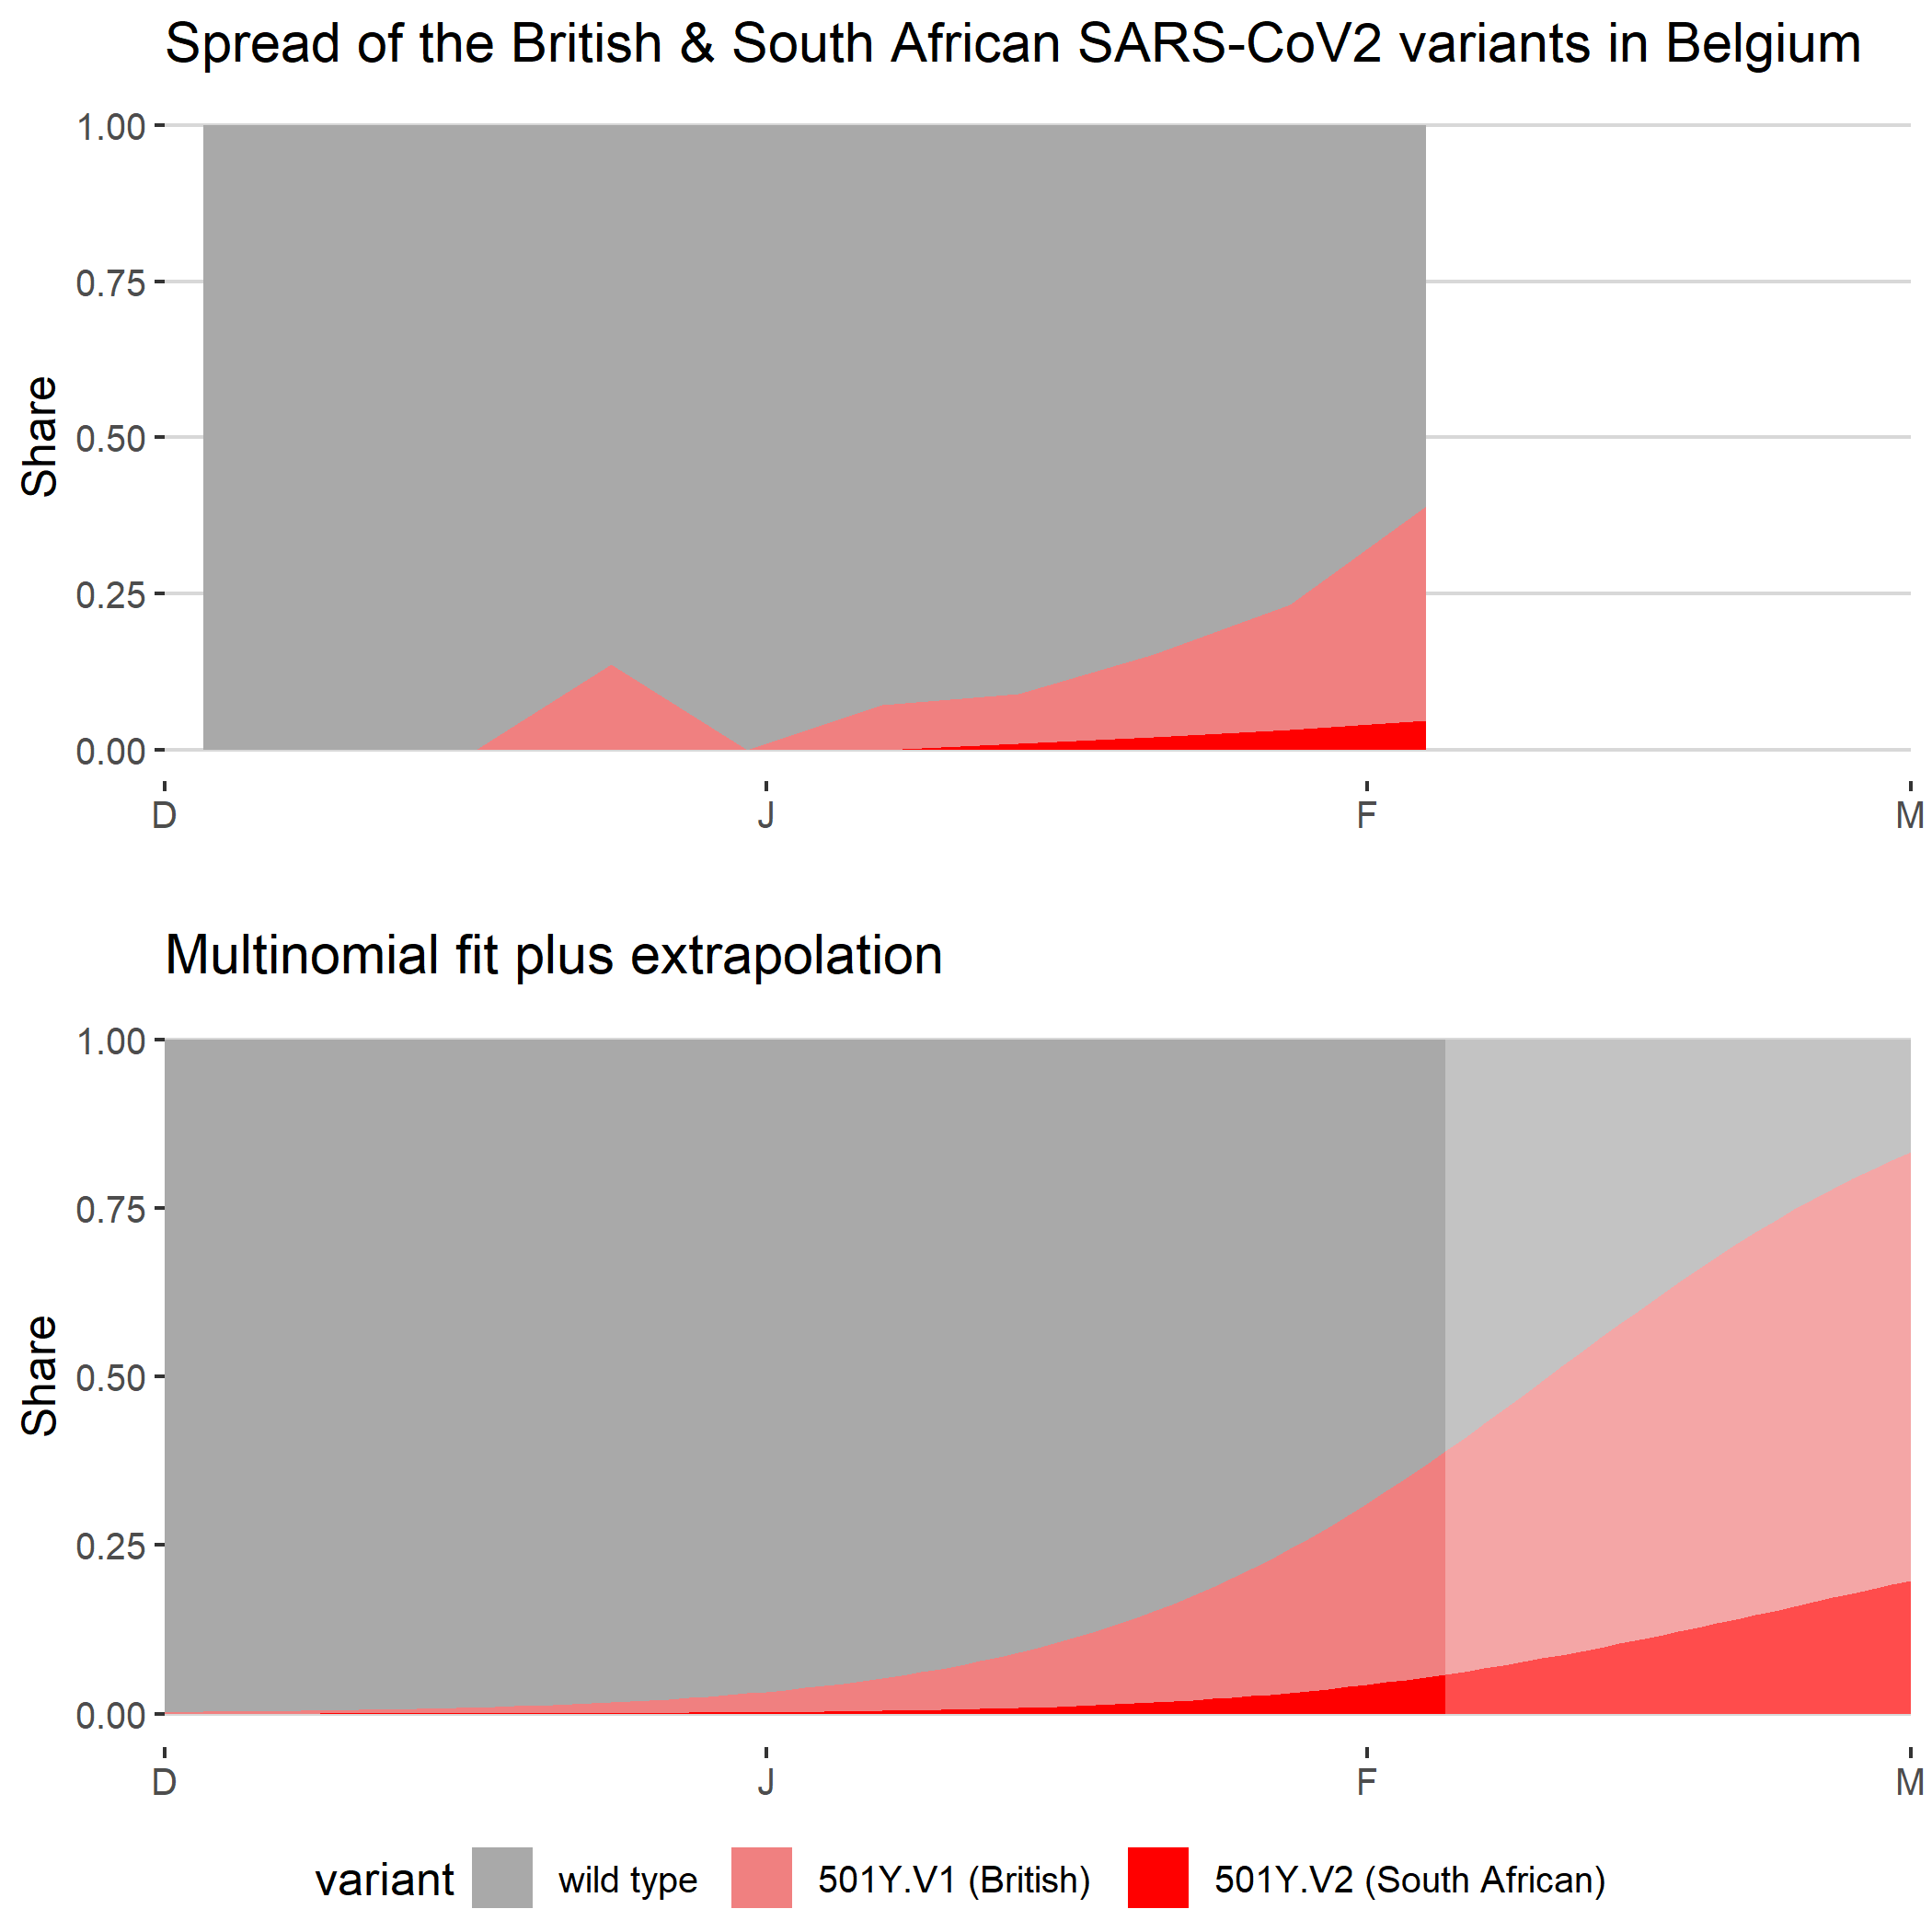 Spread of the British & South African SARS-CoV2 variants in Belgium
1.00
0.75
0.50
0.25
0.00
Share
D J F M
Multinomial fit plus extrapolation
1.00
0.75
0.50
0.25
0.00
Share
D J F M
variant wild type 501Y.V1 (British) 501Y.V2 (South African)